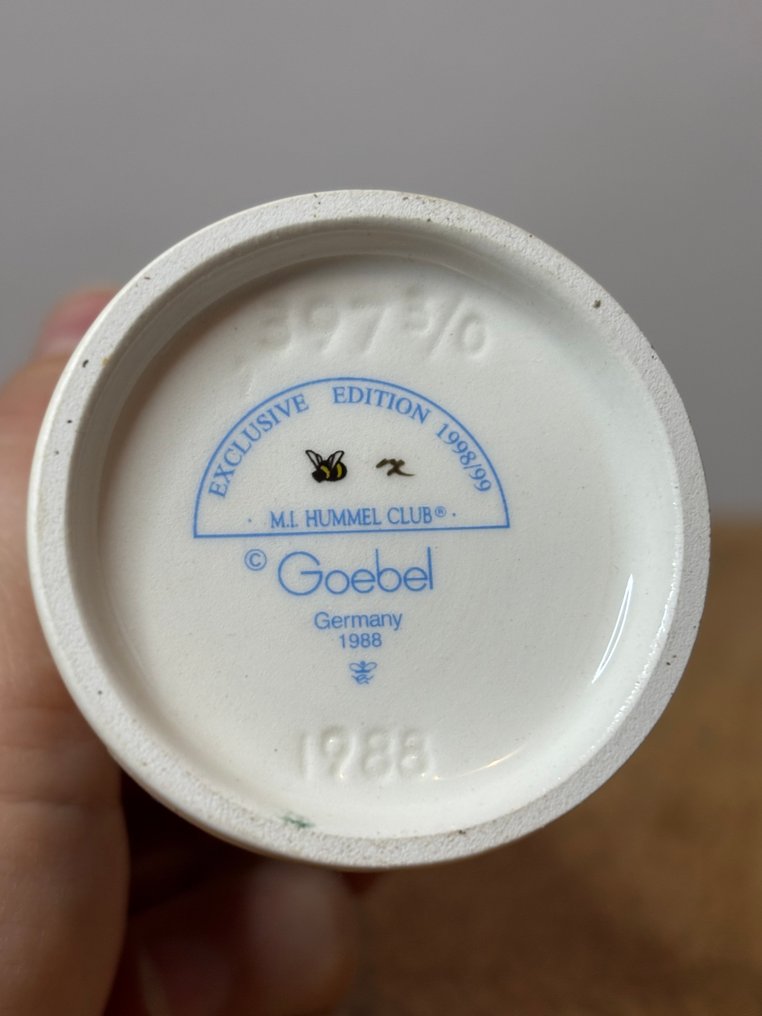 397 3/0
EXCLUSIVE EDITION 1998/99
· M.I. HUMMEL CLUB® ·
© Goebel
Germany
1988
1988